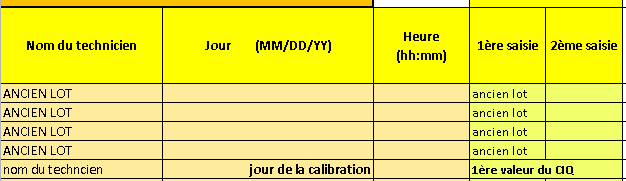 Nom du technicien Jour (MM/DD/YY) Heure (hh:mm) 1ère saisie 2ème saisie
ANCIEN LOT ancien lot
ANCIEN LOT ancien lot
ANCIEN LOT ancien lot
ANCIEN LOT ancien lot
nom du techncien jour de la calibration 1ère valeur du CIQ